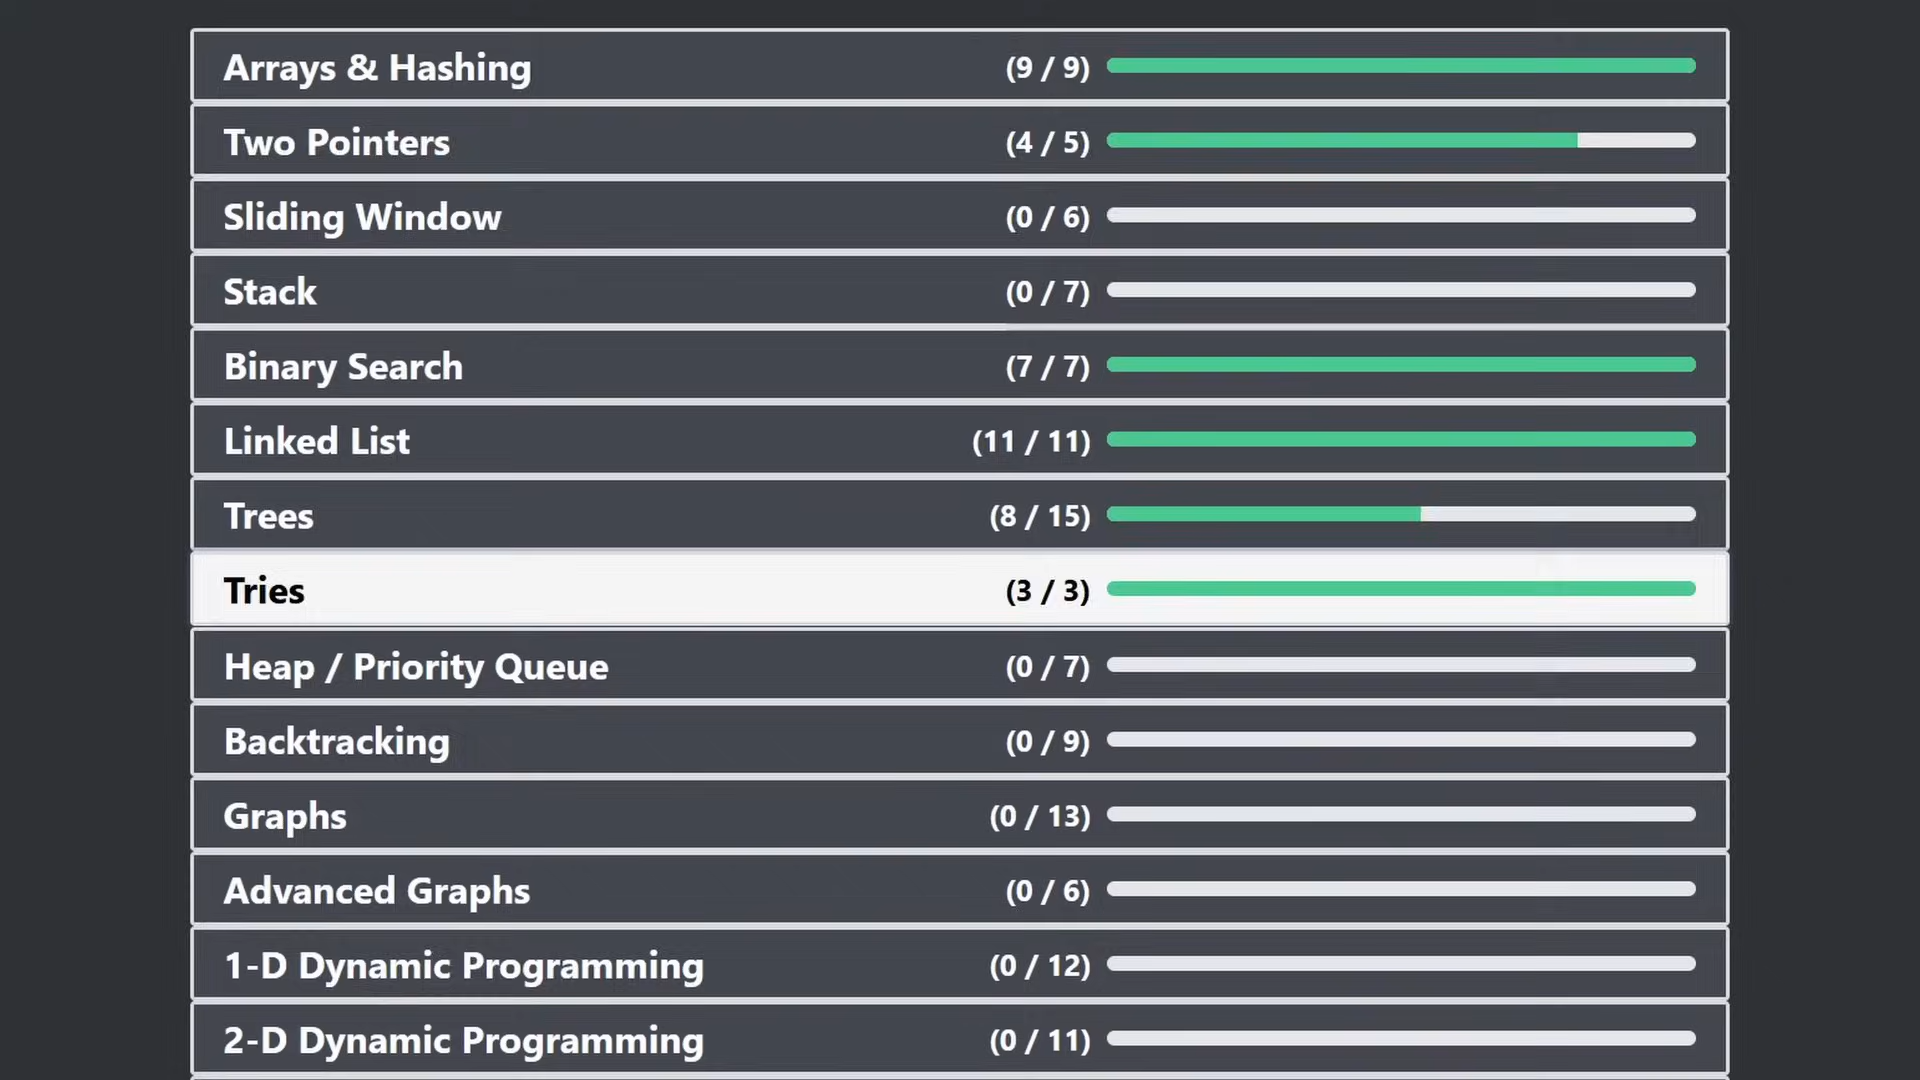 Arrays & Hashing (9 / 9)
Two Pointers (4 / 5)
Sliding Window (0 / 6)
Stack (0 / 7)
Binary Search (7 / 7)
Linked List (11 / 11)
Trees (8 / 15)
Tries (3 / 3)
Heap / Priority Queue (0 / 7)
Backtracking (0 / 9)
Graphs (0 / 13)
Advanced Graphs (0 / 6)
1-D Dynamic Programming (0 / 12)
2-D Dynamic Programming (0 / 11)